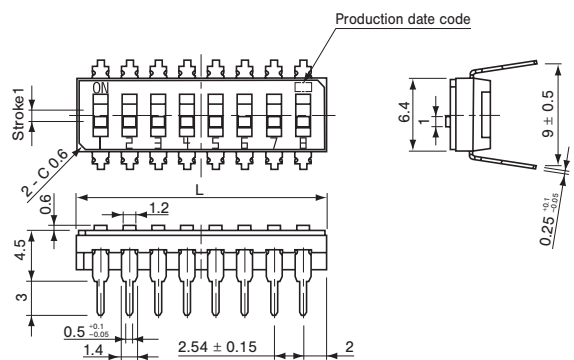 Production date code
ON
1 2 3 4 5 6 7 8
Stroke1
2 - C 0.6
6.4
1
9 ± 0.5
0.25 +0.1 -0.05
L
0.6
1.2
4.5
3
0.5 +0.1 -0.05
1.4
2.54 ± 0.15
2